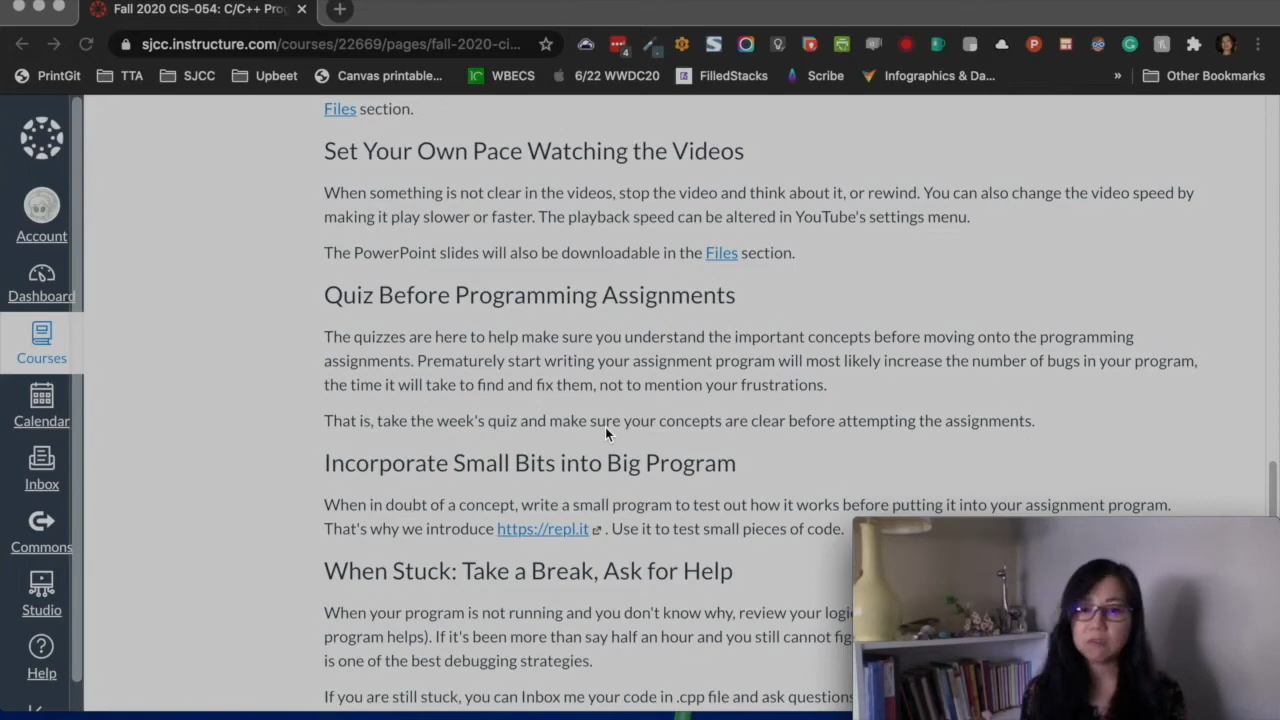 Fall 2020 CIS-054: C/C++ Pro
sjcc.instructure.com/courses/22669/pages/fall-2020-ci...
PrintGit TTA SJCC Upbeet Canvas printable... WBECS 6/22 WWDC20 FilledStacks Scribe Infographics & Da... » Other Bookmarks
Account
Dashboard
Courses
Calendar
Inbox
Commons
Studio
Help
Files section.
Set Your Own Pace Watching the Videos
When something is not clear in the videos, stop the video and think about it, or rewind. You can also change the video speed by
making it play slower or faster. The playback speed can be altered in YouTube's settings menu.
The PowerPoint slides will also be downloadable in the Files section.
Quiz Before Programming Assignments
The quizzes are here to help make sure you understand the important concepts before moving onto the programming
assignments. Prematurely start writing your assignment program will most likely increase the number of bugs in your program,
the time it will take to find and fix them, not to mention your frustrations.
That is, take the week's quiz and make sure your concepts are clear before attempting the assignments.
Incorporate Small Bits into Big Program
When in doubt of a concept, write a small program to test out how it works before putting it into your assignment program.
That's why we introduce https://repl.it . Use it to test small pieces of code.
When Stuck: Take a Break, Ask for Help
When your program is not running and you don't know why, review your logi
program helps). If it's been more than say half an hour and you still cannot fig
is one of the best debugging strategies.
If you are still stuck, you can Inbox me your code in .cpp file and ask questions